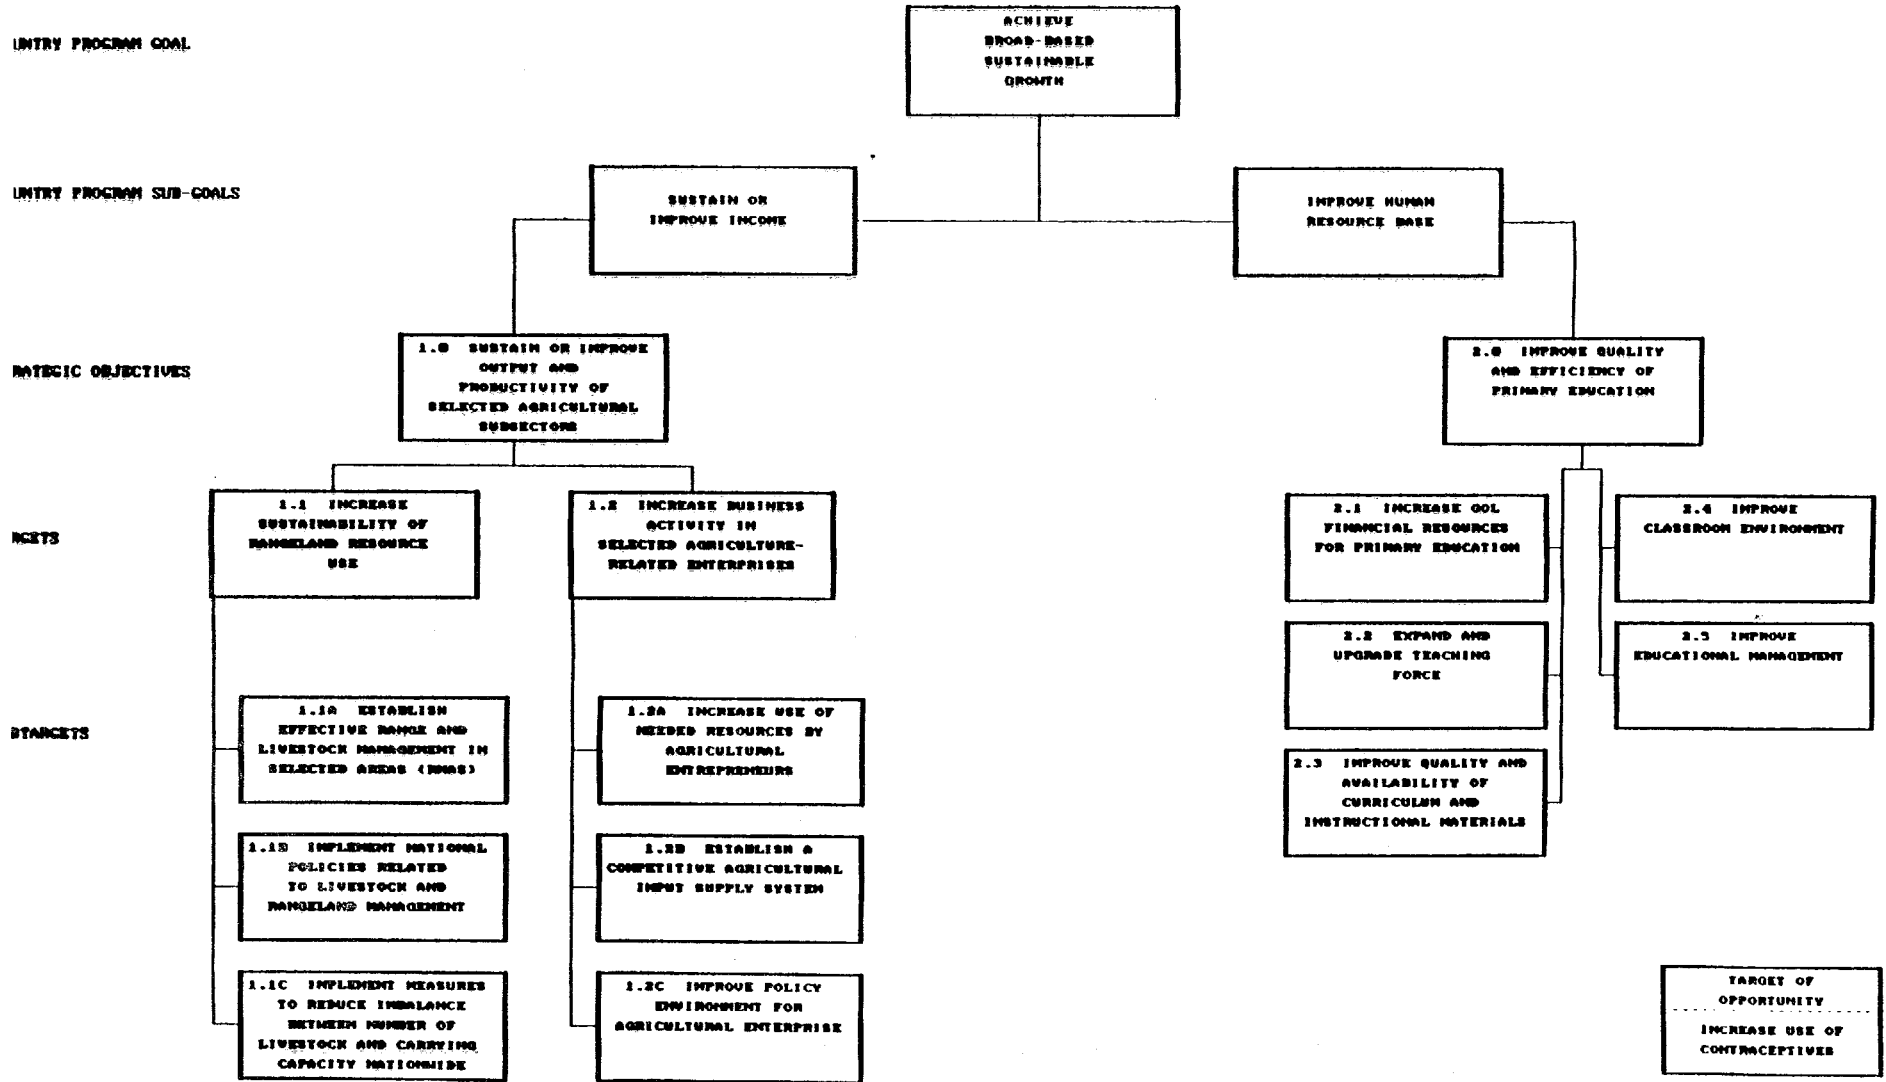 UNTRY PROGRAM GOAL
ACHIEVE
BROAD-BASED
SUSTAINABLE
GROWTH
UNTRY PROGRAM SUB-GOALS
SUSTAIN OR
IMPROVE INCOME
IMPROVE HUMAN
RESOURCE BASE
RATEGIC OBJECTIVES
1.0 SUSTAIN OR IMPROVE
OUTPUT AND
PRODUCTIVITY OF
SELECTED AGRICULTURAL
SUBSECTORS
2.0 IMPROVE QUALITY
AND EFFICIENCY OF
PRIMARY EDUCATION
RGETS
1.1 INCREASE
SUSTAINABILITY OF
RANGELAND RESOURCE
USE
1.2 INCREASE BUSINESS
ACTIVITY IN
SELECTED AGRICULTURE-
RELATED ENTERPRISES
2.1 INCREASE GOL
FINANCIAL RESOURCES
FOR PRIMARY EDUCATION
2.4 IMPROVE
CLASSROOM ENVIRONMENT
2.2 EXPAND AND
UPGRADE TEACHING
FORCE
2.5 IMPROVE
EDUCATIONAL MANAGEMENT
2.3 IMPROVE QUALITY AND
AVAILABILITY OF
CURRICULUM AND
INSTRUCTIONAL MATERIALS
BTARGETS
1.1A ESTABLISH
EFFECTIVE RANGE AND
LIVESTOCK MANAGEMENT IN
SELECTED AREAS (RMAS)
1.2A INCREASE USE OF
NEEDED RESOURCES BY
AGRICULTURAL
ENTREPRENEURS
1.1B IMPLEMENT NATIONAL
POLICIES RELATED
TO LIVESTOCK AND
RANGELAND MANAGEMENT
1.2B ESTABLISH A
COMPETITIVE AGRICULTURAL
INPUT SUPPLY SYSTEM
1.1C IMPLEMENT MEASURES
TO REDUCE IMBALANCE
BETWEEN NUMBER OF
LIVESTOCK AND CARRYING
CAPACITY NATIONWIDE
1.2C IMPROVE POLICY
ENVIRONMENT FOR
AGRICULTURAL ENTERPRISE
TARGET OF
OPPORTUNITY
INCREASE USE OF
CONTRACEPTIVES